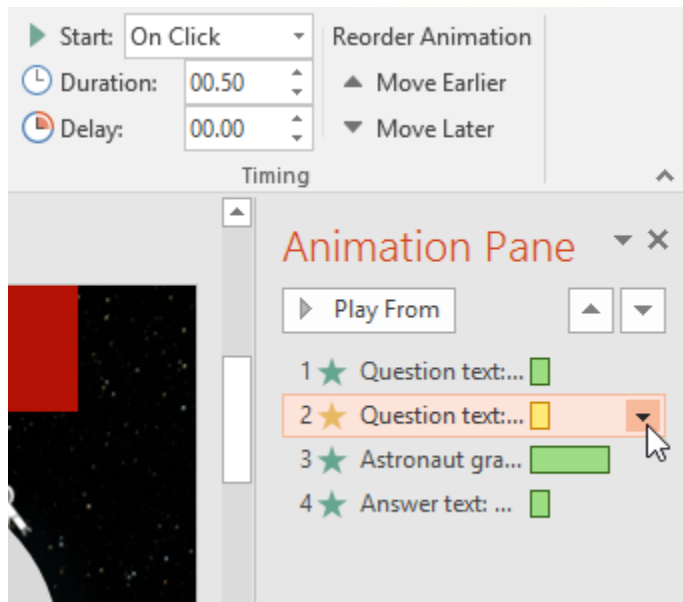 Start: On Click Reorder Animation
Duration: 00.50 Move Earlier
Delay: 00.00 Move Later
Timing
Animation Pane
Play From
1 Question text:...
2 Question text:...
3 Astronaut gra...
4 Answer text: ...